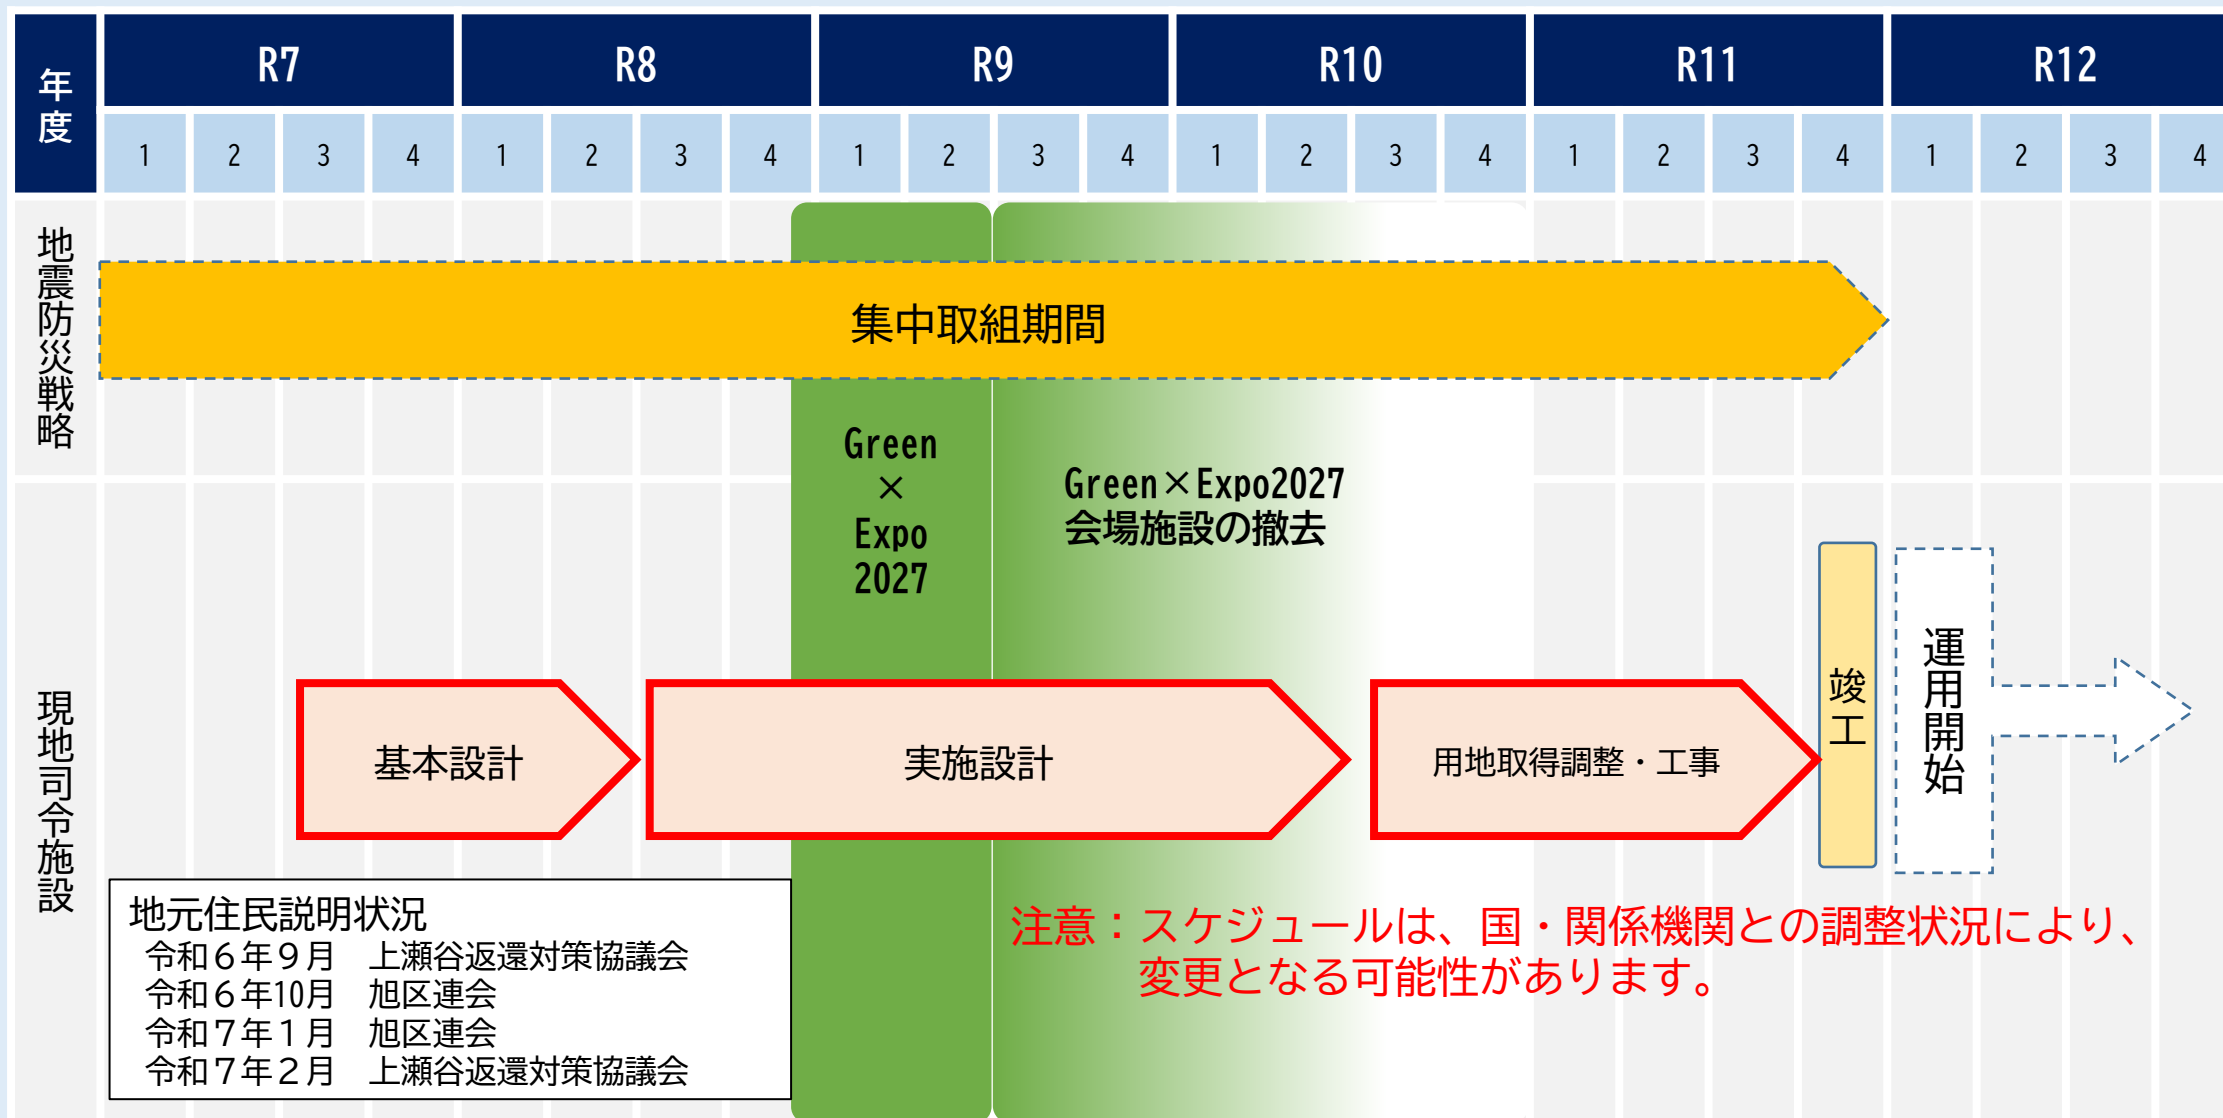 年度
R7 R8 R9 R10 R11 R12
1 2 3 4 1 2 3 4 1 2 3 4 1 2 3 4 1 2 3 4 1 2 3 4
地震防災戦略
集中取組期間
Green
×
Expo
2027
Green×Expo2027
会場施設の撤去
現地司令施設
基本設計
実施設計
用地取得調整・工事
竣工
運用開始
地元住民説明状況
令和６年９月　上瀬谷返還対策協議会
令和６年10月　旭区連会
令和７年１月　旭区連会
令和７年２月　上瀬谷返還対策協議会
注意：スケジュールは、国・関係機関との調整状況により、
変更となる可能性があります。